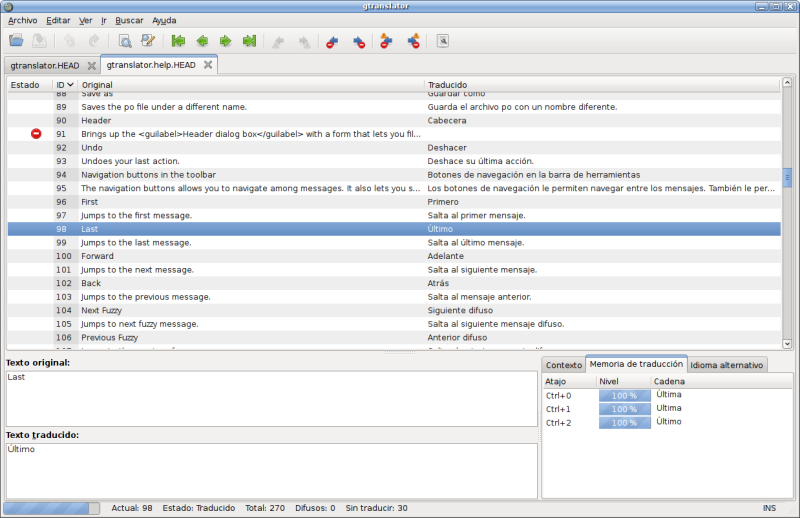 gtranslator
Archivo Editar Ver Ir Buscar Ayuda
gtranslator.HEAD gtranslator.help.HEAD
Estado ID Original Traducido
88 Save as Guardar como
89 Saves the po file under a different name. Guarda el archivo po con un nombre diferente.
90 Header Cabecera
91 Brings up the <guilabel>Header dialog box</guilabel> with a form that lets you fil...
92 Undo Deshacer
93 Undoes your last action. Deshace su última acción.
94 Navigation buttons in the toolbar Botones de navegación en la barra de herramientas
95 The navigation buttons allows you to navigate among messages. It also lets you s... Los botones de navegación le permiten navegar entre los mensajes. También le per...
96 First Primero
97 Jumps to the first message. Salta al primer mensaje.
98 Last Último
99 Jumps to the last message. Salta al último mensaje.
100 Forward Adelante
101 Jumps to the next message. Salta al siguiente mensaje.
102 Back Atrás
103 Jumps to the previous message. Salta al mensaje anterior.
104 Next Fuzzy Siguiente difuso
105 Jumps to next fuzzy message. Salta al siguiente mensaje difuso.
106 Previous Fuzzy Anterior difuso
Texto original:
Last
Texto traducido:
Último
Contexto Memoria de traducción Idioma alternativo
Atajo Nivel Cadena
Ctrl+0 100 % Última
Ctrl+1 100 % Ultima
Ctrl+2 100 % Último
Actual: 98 Estado: Traducido Total: 270 Difusos: 0 Sin traducir: 30 INS